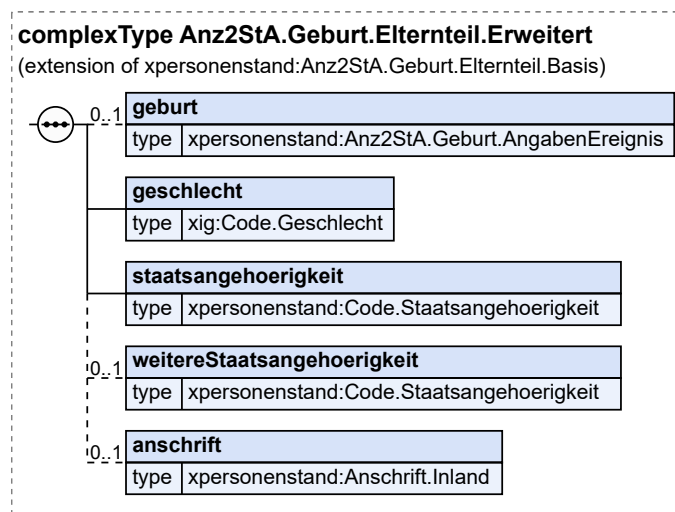 complexType Anz2StA.Geburt.Elternteil.Erweitert
(extension of xpersonenstand:Anz2StA.Geburt.Elternteil.Basis)
0..1 geburt
type xpersonenstand:Anz2StA.Geburt.AngabenEreignis
geschlecht
type xig:Code.Geschlecht
staatsangehoerigkeit
type xpersonenstand:Code.Staatsangehoerigkeit
0..1 weitereStaatsangehoerigkeit
type xpersonenstand:Code.Staatsangehoerigkeit
0..1 anschrift
type xpersonenstand:Anschrift.Inland